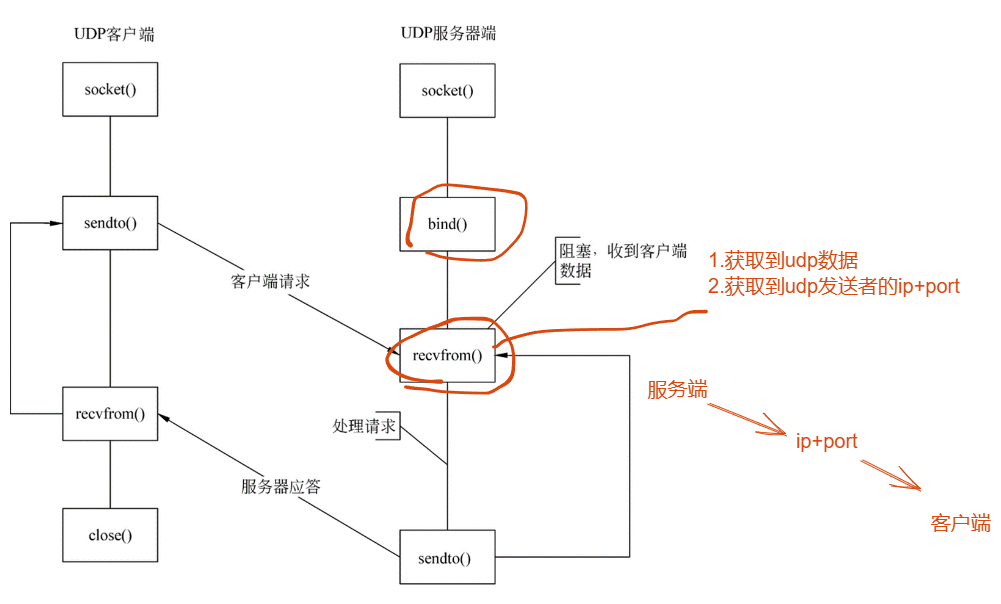 UDP客户端
UDP服务器端
socket()
socket()
sendto()
bind()
阻塞，收到客户端
数据
1.获取到udp数据
2.获取到udp发送者的ip+port
客户端请求
recvfrom()
服务端
recvfrom()
处理请求
ip+port
服务器应答
客户端
close()
sendto()